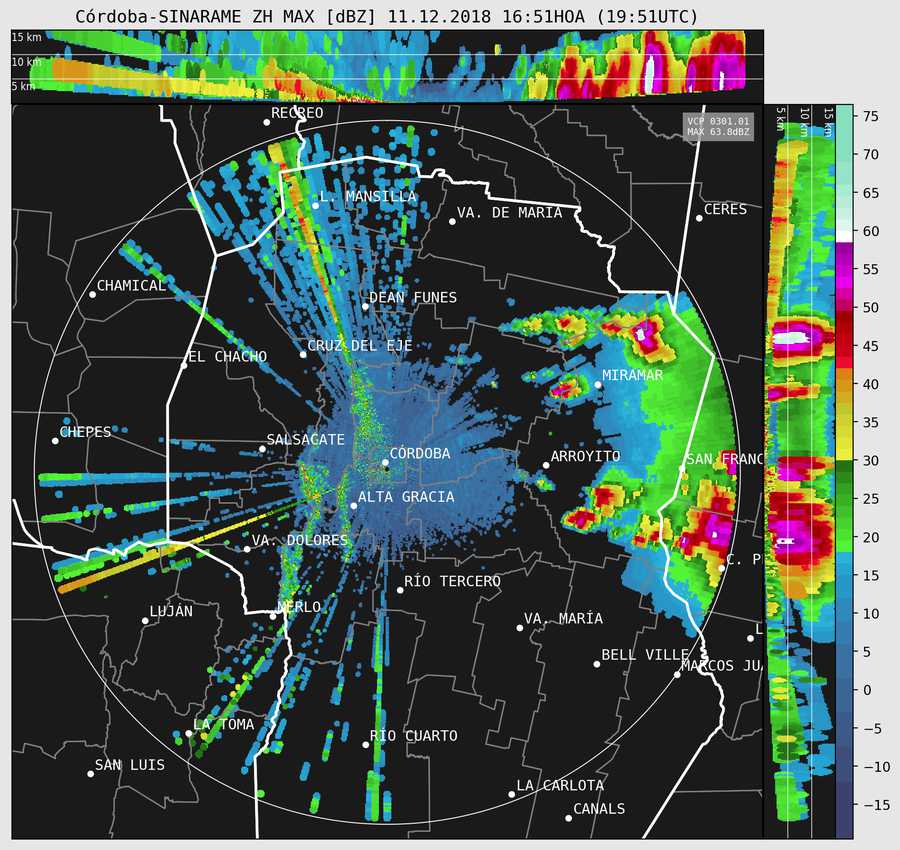 Córdoba-SINARAME ZH MAX [dBZ] 11.12.2018 16:51HOA (19:51UTC)
15 km
10 km
5 km
VCP 0301.01
MAX 63.8dBZ
5 km
10 km
15 km
RECREO
L. MANSILLA
VA. DE MARIA
CERES
CHAMICAL
DEAN FUNES
CRUZ DEL EJE
EL CHACHO
MIRAMAR
CHEPES
SALSACATE
CÓRDOBA
ARROYITO
SAN FRANC
ALTA GRACIA
VA. DOLORES
C. P
RÍO TERCERO
LUJÁN
MERLO
VA. MARÍA
L
BELL VILLE
MARCOS JU
LA TOMA
RÍO CUARTO
SAN LUIS
LA CARLOTA
CANALS
75
70
65
60
55
50
45
40
35
30
25
20
15
10
5
0
−5
−10
−15